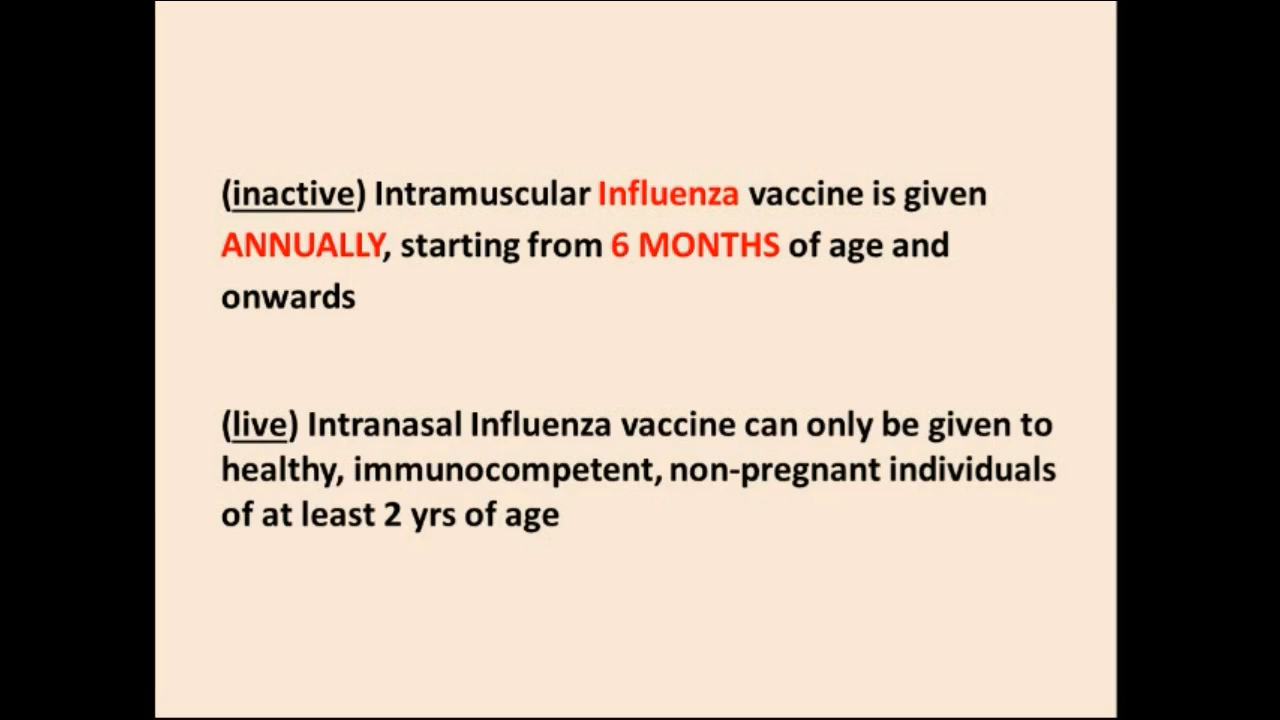 (inactive) Intramuscular Influenza vaccine is given
ANNUALLY, starting from 6 MONTHS of age and
onwards
(live) Intranasal Influenza vaccine can only be given to
healthy, immunocompetent, non-pregnant individuals
of at least 2 yrs of age